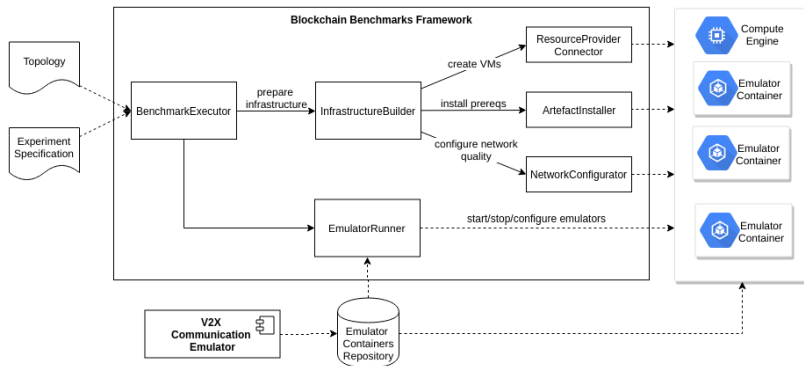 Blockchain Benchmarks Framework
Topology
Experiment
Specification
BenchmarkExecutor
prepare
infrastructure
InfrastructureBuilder
create VMs
install prereqs
configure network
quality
ResourceProvider
Connector
ArtefactInstaller
NetworkConfigurator
EmulatorRunner
start/stop/configure emulators
Compute
Engine
Emulator
Container
Emulator
Container
Emulator
Container
V2X
Communication
Emulator
Emulator
Containers
Repository